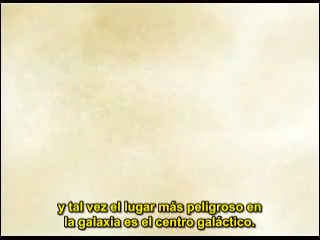 y tal vez el lugar más peligroso en
la galaxia es el centro galáctico.